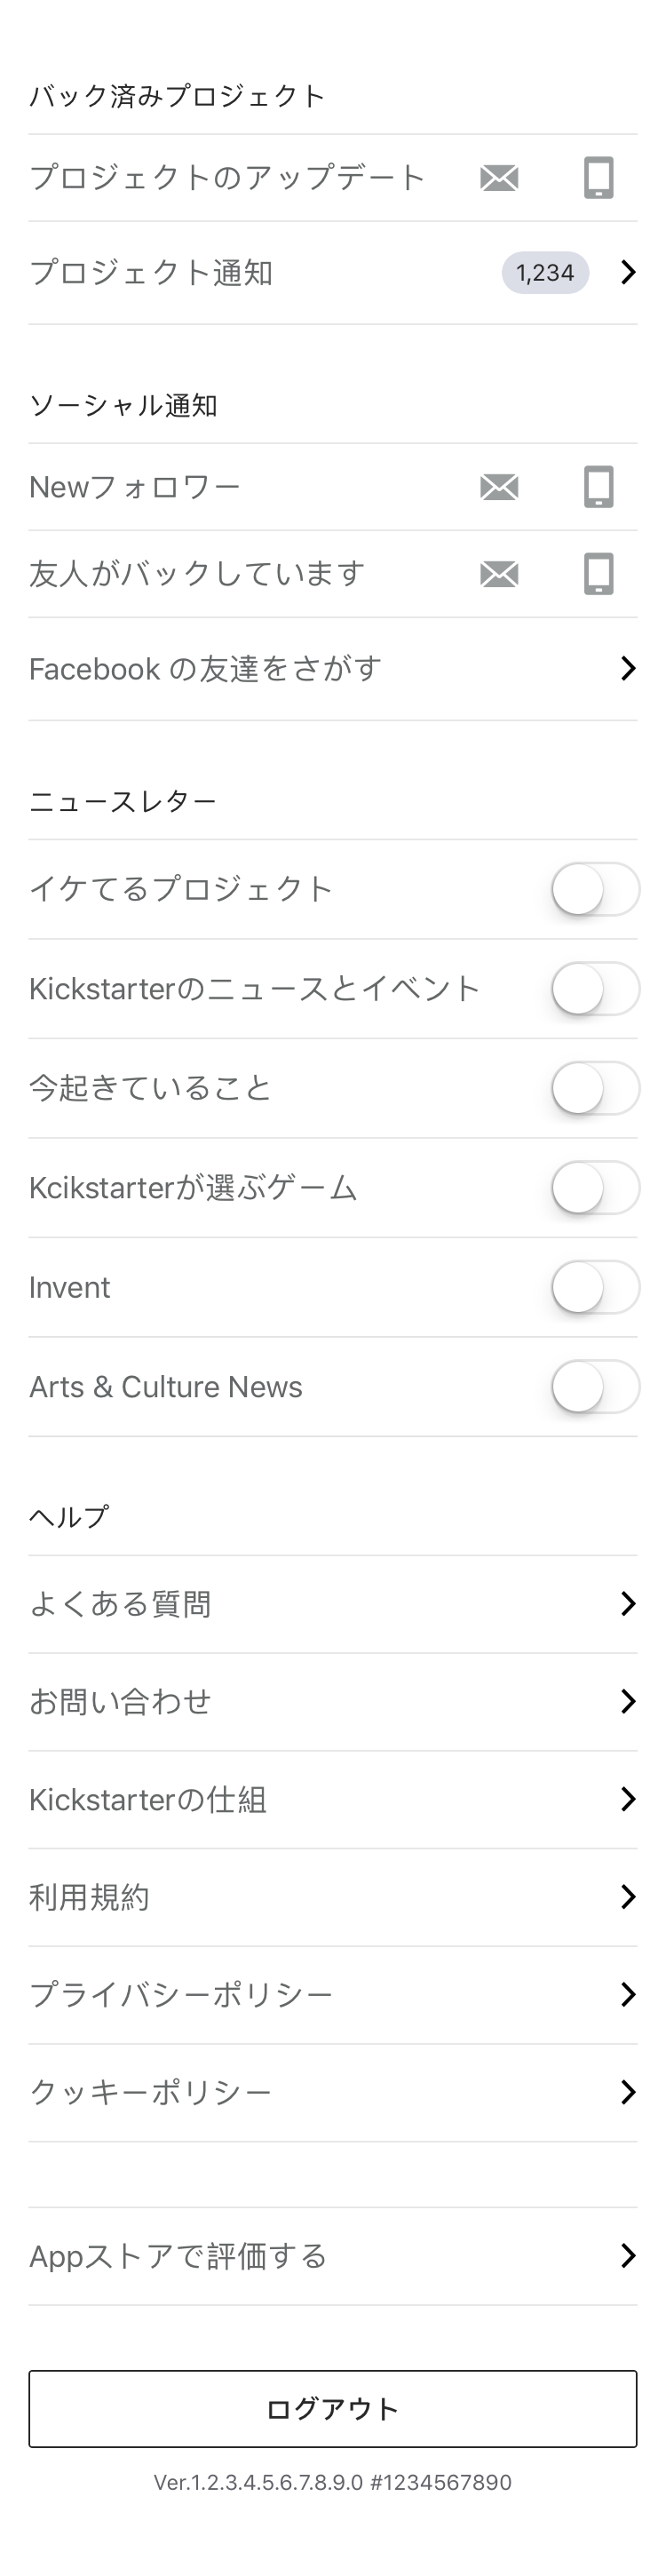 バック済みプロジェクト
プロジェクトのアップデート
プロジェクト通知 1,234
ソーシャル通知
Newフォロワー
友人がバックしています
Facebook の友達をさがす
ニュースレター
イケてるプロジェクト
Kickstarterのニュースとイベント
今起きていること
Kcikstarterが選ぶゲーム
Invent
Arts & Culture News
ヘルプ
よくある質問
お問い合わせ
Kickstarterの仕組
利用規約
プライバシーポリシー
クッキーポリシー
Appストアで評価する
ログアウト
Ver.1.2.3.4.5.6.7.8.9.0 #1234567890